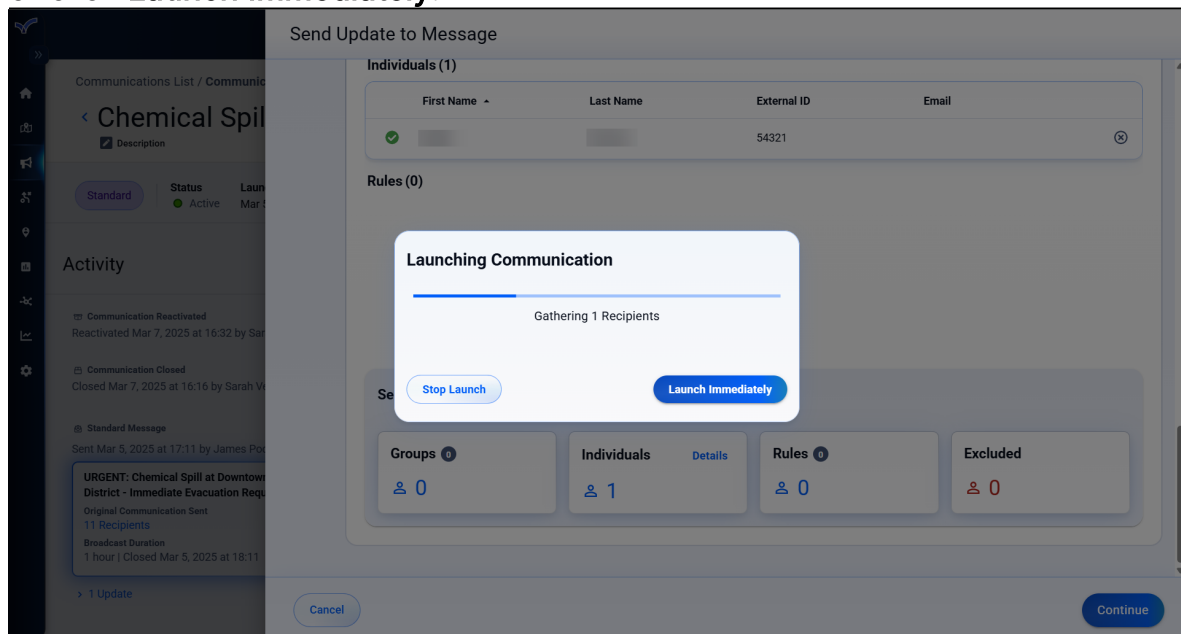 Launch Immediately.
Send Update to Message
»
Communications List / Communic
‹ Chemical Spil
Description
Standard
Status
Active
Laun
Mar 5
Activity
Communication Reactivated
Reactivated Mar 7, 2025 at 16:32 by Sar
Communication Closed
Closed Mar 7, 2025 at 16:16 by Sarah Ve
Standard Message
Sent Mar 5, 2025 at 17:11 by James Poo
URGENT: Chemical Spill at Downtown
District - Immediate Evacuation Requ
Original Communication Sent
11 Recipients
Broadcast Duration
1 hour | Closed Mar 5, 2025 at 18:11
› 1 Update
Individuals (1)
First Name Last Name External ID Email
54321
Rules (0)
Launching Communication
Gathering 1 Recipients
Stop Launch Launch Immediately
Se
Groups 0
0
Individuals Details
1
Rules 0
0
Excluded
0
Cancel Continue